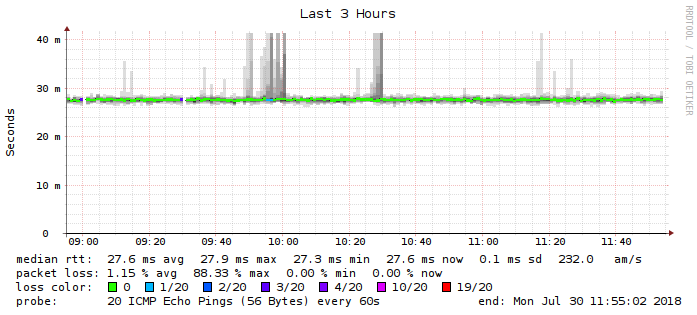 Last 3 Hours
RRDTOOL / TOBI OETIKER
Seconds
40 m
30 m
20 m
10 m
0
09:00 09:20 09:40 10:00 10:20 10:40 11:00 11:20 11:40
median rtt: 27.6 ms avg 27.9 ms max 27.3 ms min 27.6 ms now 0.1 ms sd 232.0 am/s
packet loss: 1.15 % avg 88.33 % max 0.00 % min 0.00 % now
loss color: 0 1/20 2/20 3/20 4/20 10/20 19/20
probe: 20 ICMP Echo Pings (56 Bytes) every 60s end: Mon Jul 30 11:55:02 2018